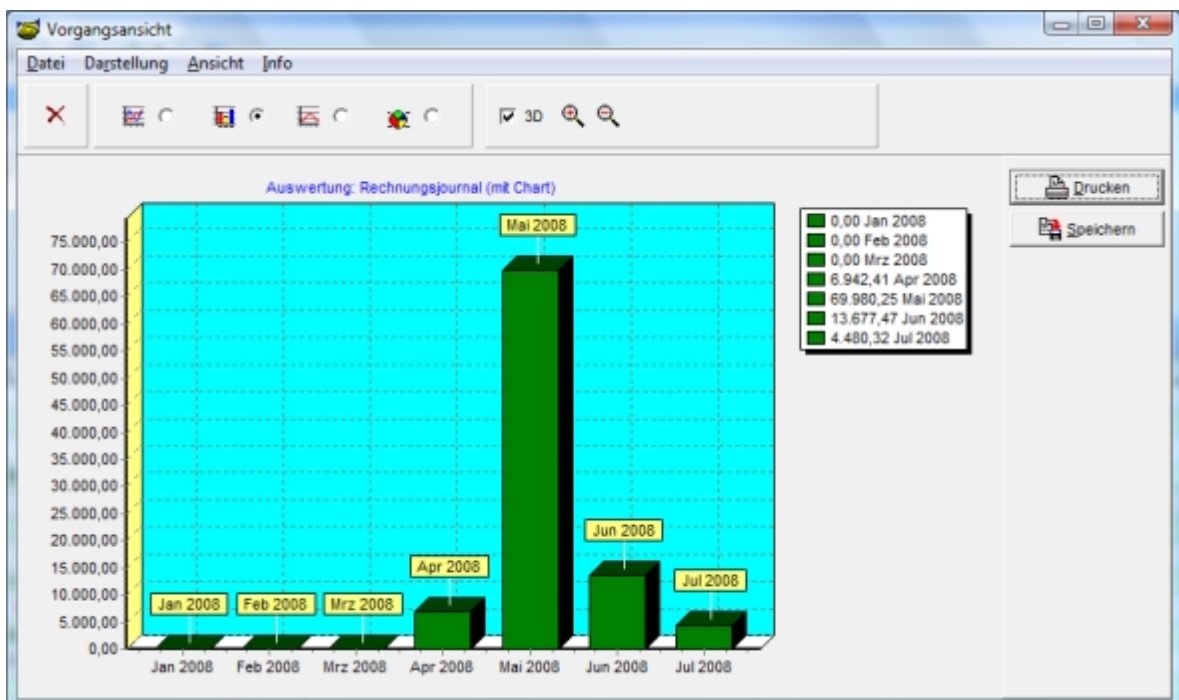 Vorgangsansicht
Datei Darstellung Ansicht Info
3D
Auswertung: Rechnungsjournal (mit Chart)
Drucken
Speichern
75.000,00
70.000,00
65.000,00
60.000,00
55.000,00
50.000,00
45.000,00
40.000,00
35.000,00
30.000,00
25.000,00
20.000,00
15.000,00
10.000,00
5.000,00
0,00
Jan 2008
Feb 2008
Mrz 2008
Apr 2008
Mai 2008
Jun 2008
Jul 2008
Jan 2008 Feb 2008 Mrz 2008 Apr 2008 Mai 2008 Jun 2008 Jul 2008
0,00 Jan 2008
0,00 Feb 2008
0,00 Mrz 2008
6.942,41 Apr 2008
69.980,25 Mai 2008
13.677,47 Jun 2008
4.480,32 Jul 2008